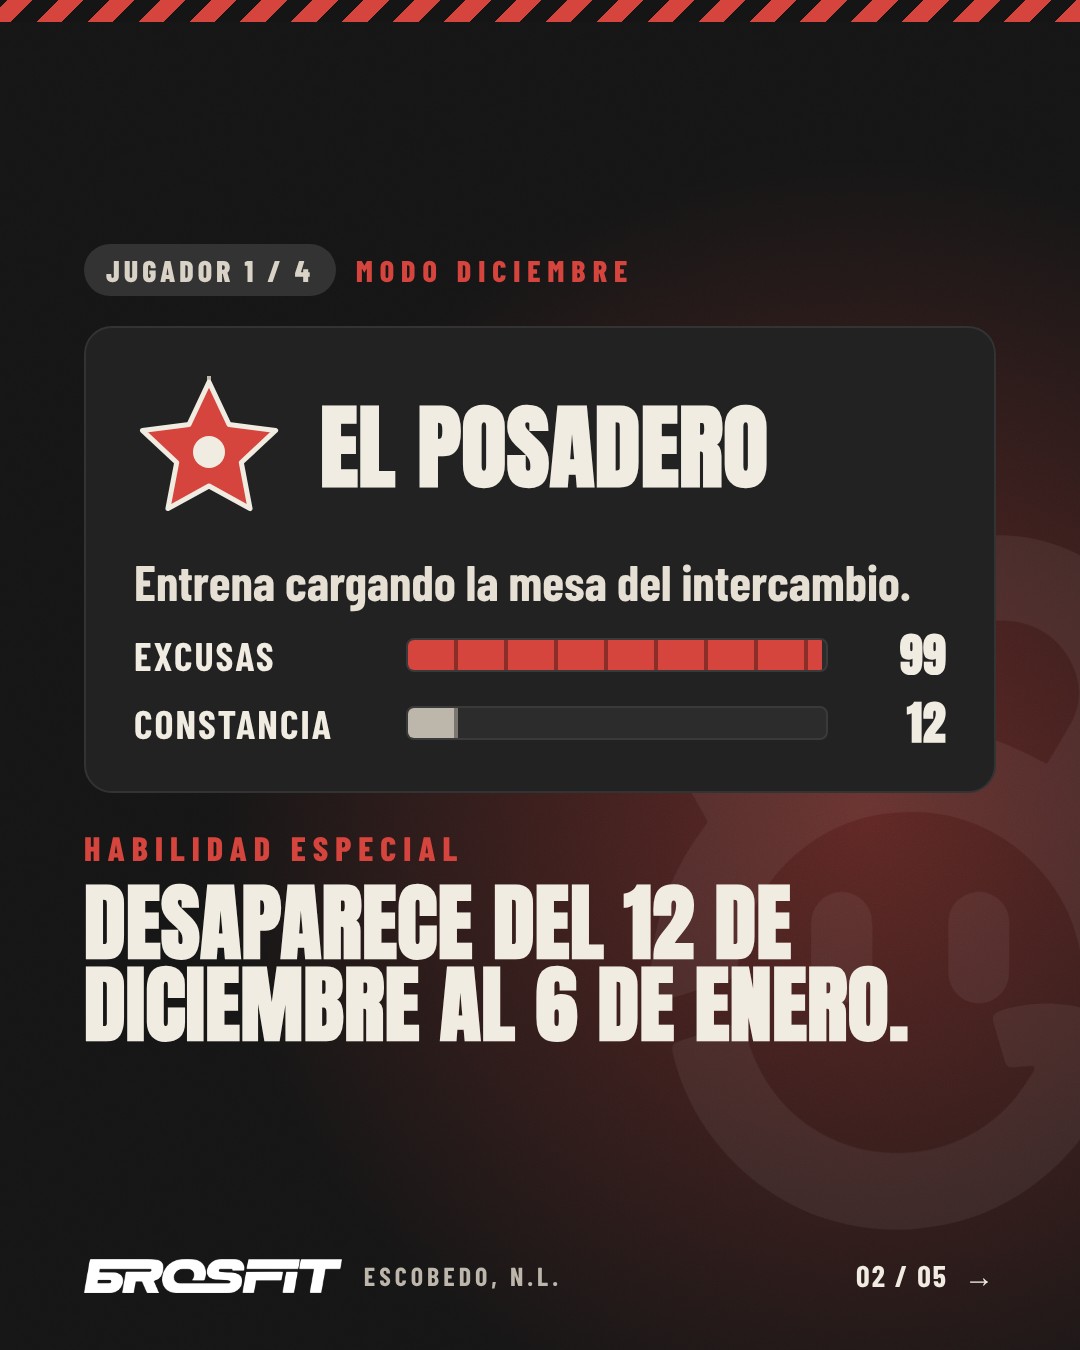 JUGADOR 1 / 4 MODO DICIEMBRE
EL POSADERO
Entrena cargando la mesa del intercambio.
EXCUSAS 99
CONSTANCIA 12
HABILIDAD ESPECIAL
DESAPARECE DEL 12 DE
DICIEMBRE AL 6 DE ENERO.
BROSFIT ESCOBEDO, N.L. 02 / 05 →